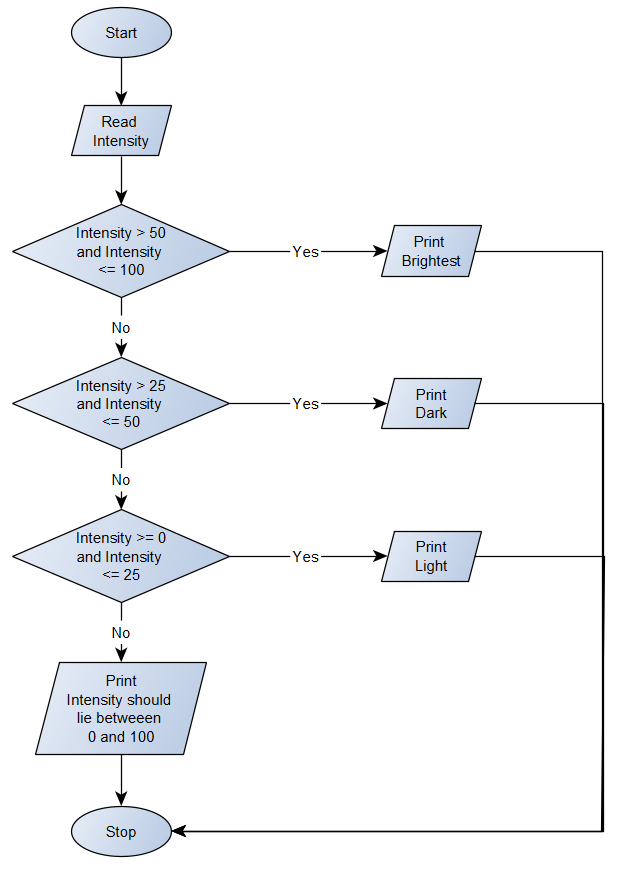 Start
Read
Intensity
Intensity > 50
and Intensity
<= 100
Yes
Print
Brightest
No
Intensity > 25
and Intensity
<= 50
Yes
Print
Dark
No
Intensity >= 0
and Intensity
<= 25
Yes
Print
Light
No
Print
Intensity should
lie betweeen
0 and 100
Stop